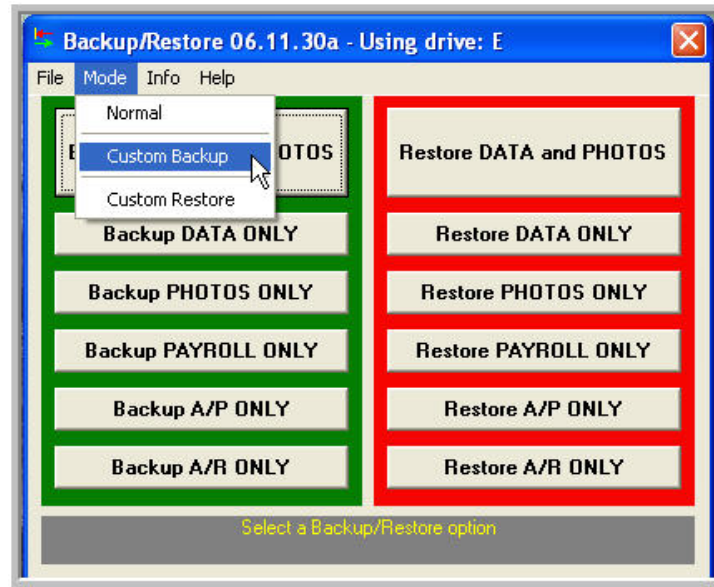 Backup/Restore 06.11.30a - Using drive: E
File Mode Info Help
Normal
Custom Backup
Custom Restore
OTOS
Restore DATA and PHOTOS
Backup DATA ONLY
Restore DATA ONLY
Backup PHOTOS ONLY
Restore PHOTOS ONLY
Backup PAYROLL ONLY
Restore PAYROLL ONLY
Backup A/P ONLY
Restore A/P ONLY
Backup A/R ONLY
Restore A/R ONLY
Select a Backup/Restore option